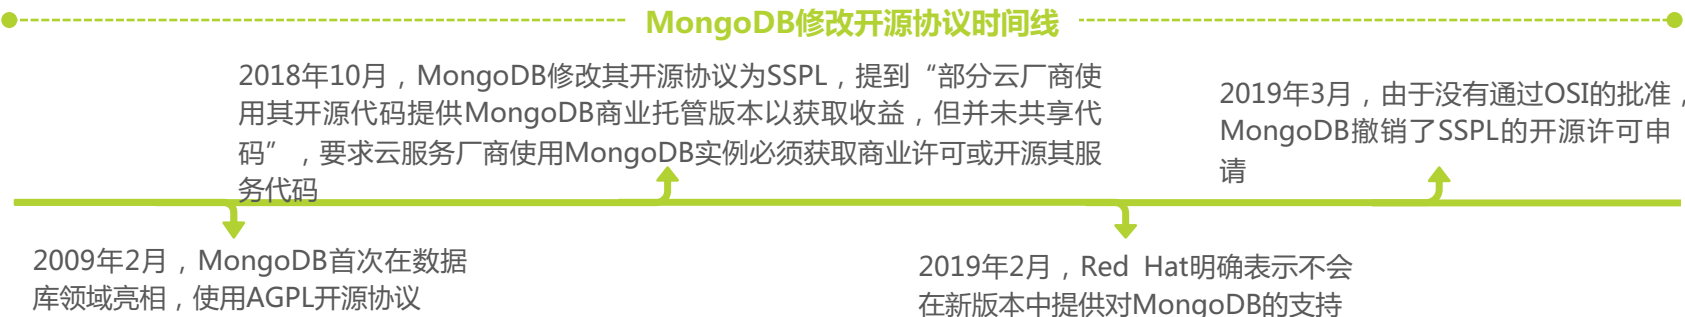 MongoDB修改开源协议时间线
2018年10月，MongoDB修改其开源协议为SSPL，提到“部分云厂商使
用其开源代码提供MongoDB商业托管版本以获取收益，但并未共享代
码”，要求云服务厂商使用MongoDB实例必须获取商业许可或开源其服
务代码
2019年3月，由于没有通过OSI的批准，
MongoDB撤销了SSPL的开源许可申
请
2009年2月，MongoDB首次在数据
库领域亮相，使用AGPL开源协议
2019年2月，Red Hat明确表示不会
在新版本中提供对MongoDB的支持